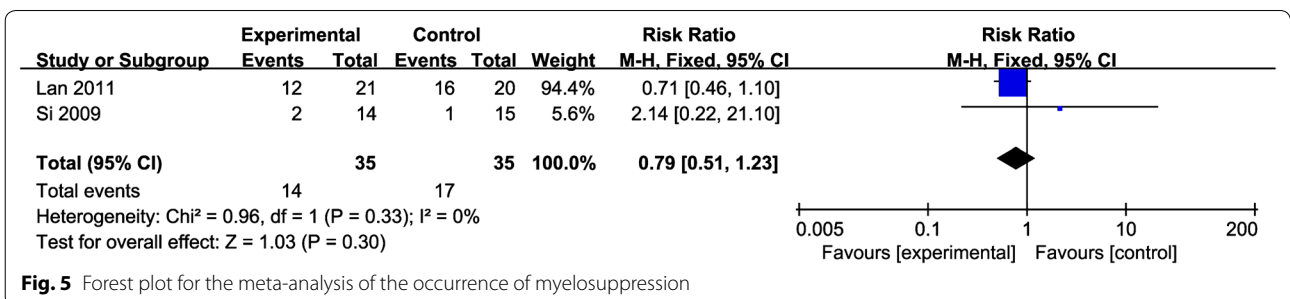 Experimental Control Risk Ratio Risk Ratio
Study or Subgroup Events Total Events Total Weight M-H, Fixed, 95% CI M-H, Fixed, 95% CI
Lan 2011 12 21 16 20 94.4% 0.71 [0.46, 1.10]
Si 2009 2 14 1 15 5.6% 2.14 [0.22, 21.10]
Total (95% CI) 35 35 100.0% 0.79 [0.51, 1.23]
Total events 14 17
Heterogeneity: Chi² = 0.96, df = 1 (P = 0.33); I² = 0%
Test for overall effect: Z = 1.03 (P = 0.30)
0.005 0.1 1 10 200
Favours [experimental] Favours [control]
Fig. 5 Forest plot for the meta-analysis of the occurrence of myelosuppression